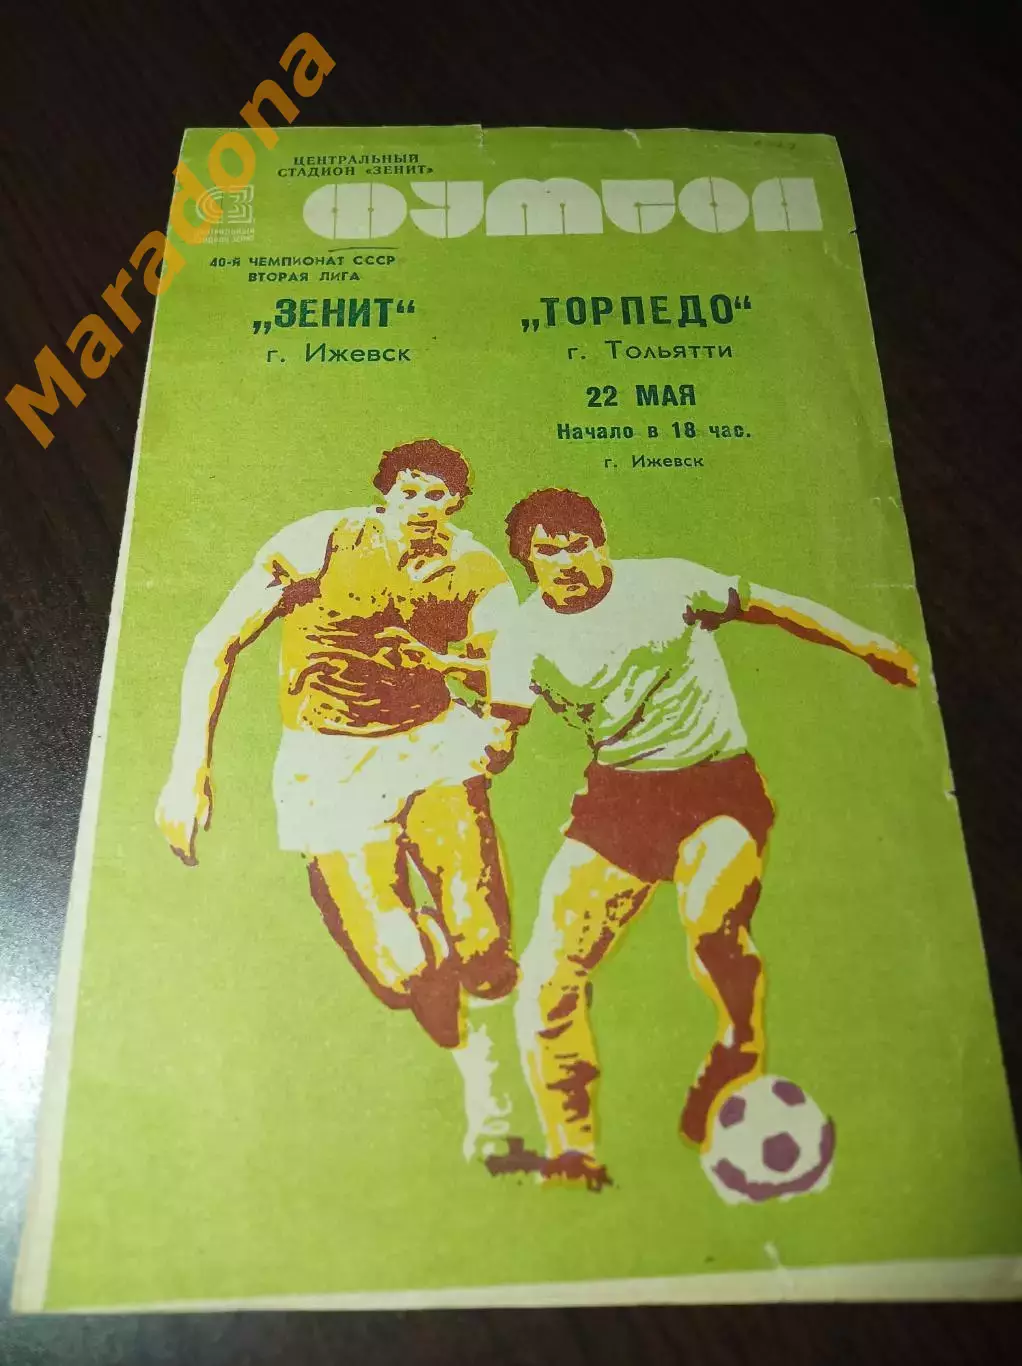 Maradona
ЦЕНТРАЛЬНЫЙ
СТАДИОН «ЗЕНИТ»
ФУТБОЛ
40-й ЧЕМПИОНАТ СССР
ВТОРАЯ ЛИГА
„ЗЕНИТ“
г. Ижевск
„ТОРПЕДО“
г. Тольятти
22 МАЯ
Начало в 18 час.
г. Ижевск